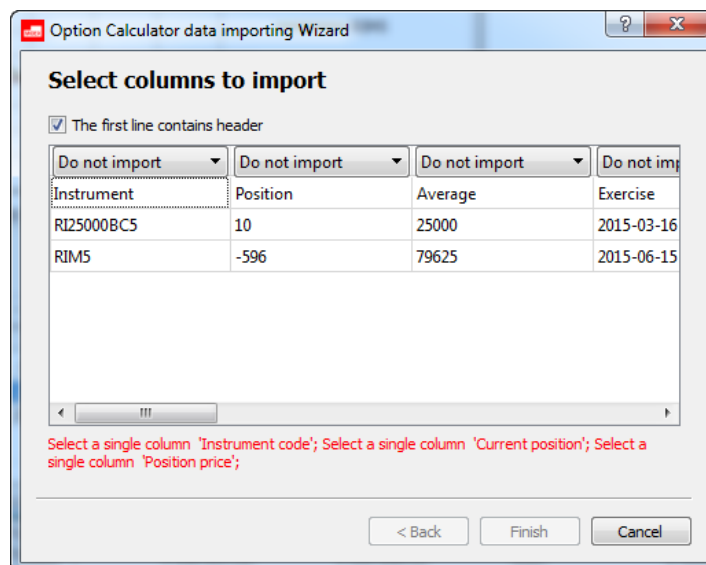 Option Calculator data importing Wizard
Select columns to import
The first line contains header
Do not import Do not import Do not import Do not imp
Instrument Position Average Exercise
RI25000BC5 10 25000 2015-03-16
RIM5 -596 79625 2015-06-15
Select a single column 'Instrument code'; Select a single column 'Current position'; Select a
single column 'Position price';
< Back Finish Cancel